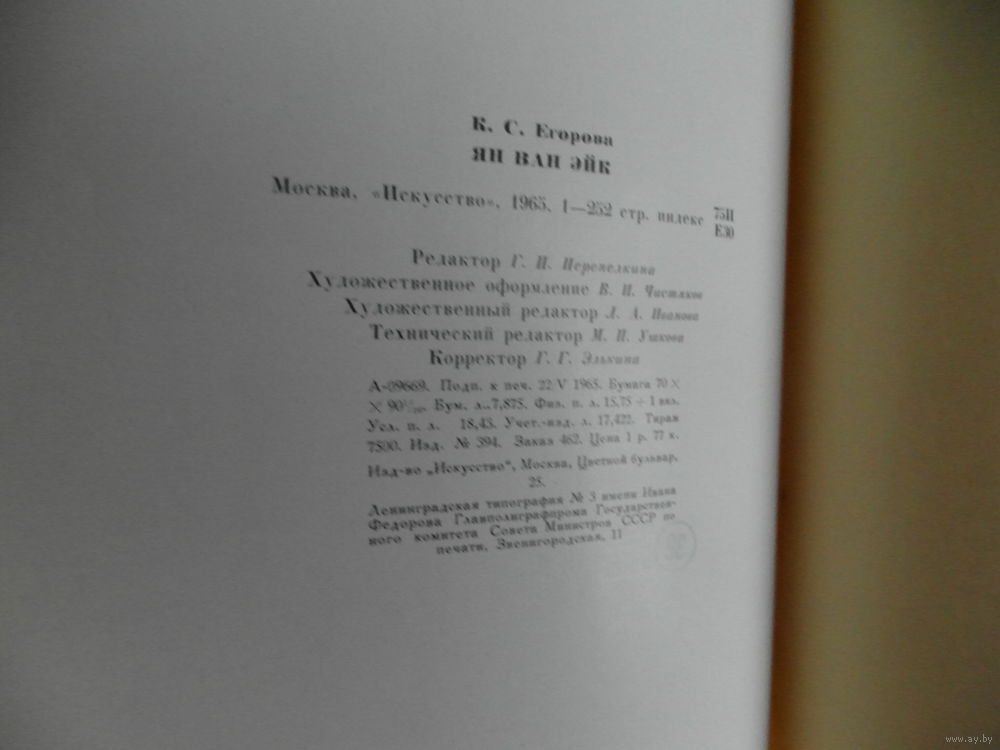 К. С. Егорова
ЯН ВАН ЭЙК
Москва, «Искусство», 1965, 1—252 стр. индекс 75И
Е30
Редактор Г. И. Перепелкина
Художественное оформление В. И. Чистяков
Художественный редактор Л. А. Иванова
Технический редактор М. П. Ушкова
Корректор Г. Г. Элькина
А-09669. Подп. к печ. 22/V 1965. Бумага 70 ×
× 90¹/₁₆. Бум. л. 7,875. Физ. п. л. 15,75 + 1 вкл.
Усл. п. л. 18,43. Учет.-изд. л. 17,422. Тираж
7500. Изд. № 394. Заказ 462. Цена 1 р. 77 к.
Изд-во „Искусство“, Москва, Цветной бульвар,
25.
Ленинградская типография № 3 имени Ивана
Федорова Главполиграфпрома Государствен-
ного комитета Совета Министров СССР по
печати, Звенигородская, 11
www.ay.by